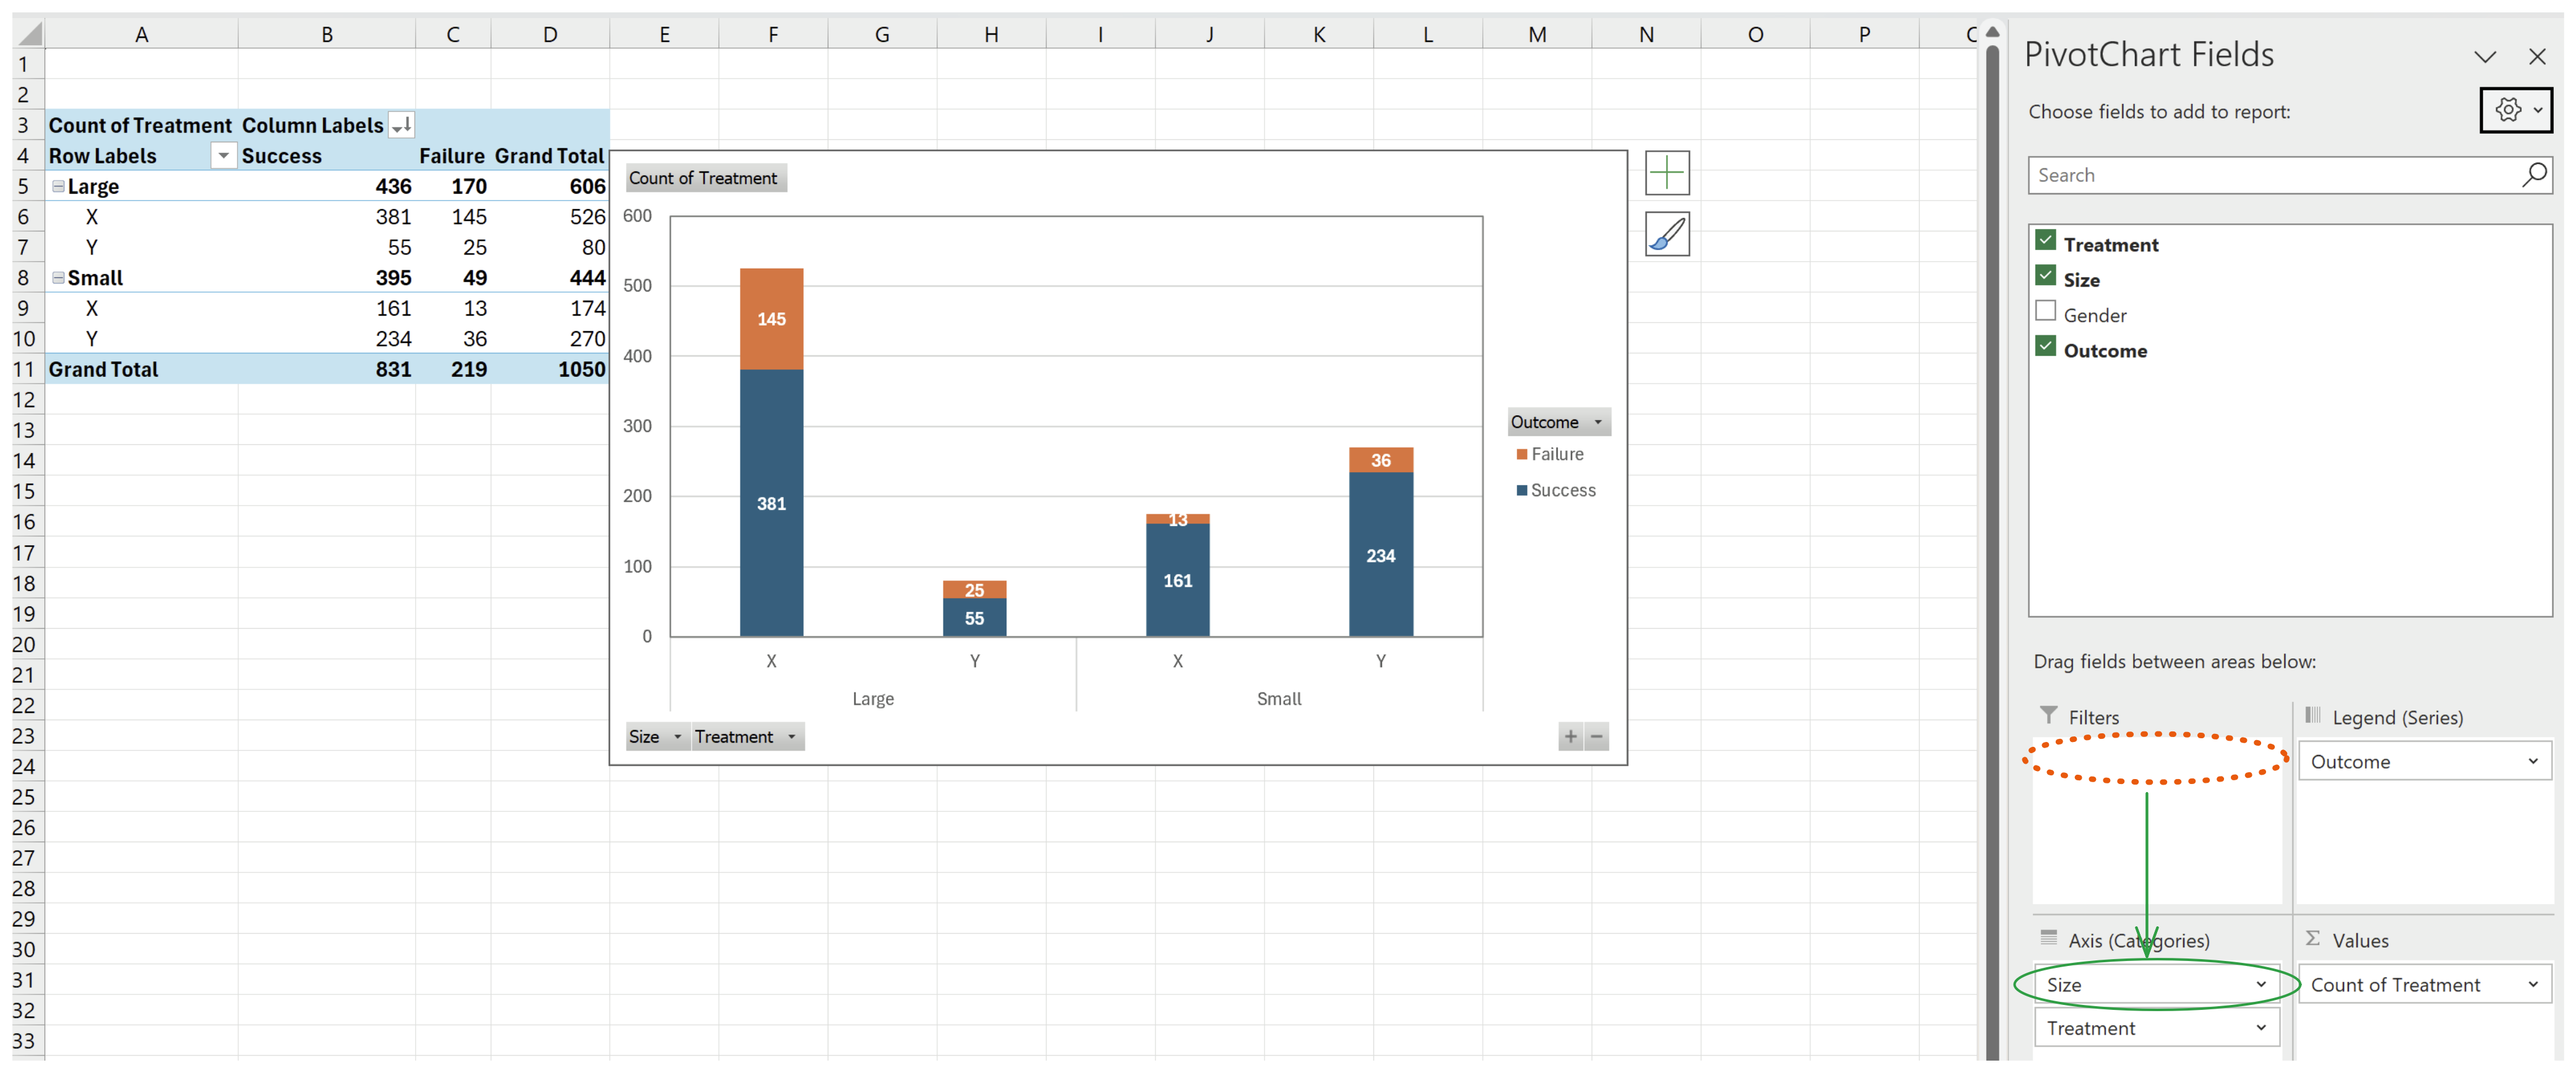 A B C D E F G H I J K L M N O P C
1
2
3 Count of Treatment Column Labels
4 Row Labels Success Failure Grand Total
5 Large 436 170 606
6 X 381 145 526
7 Y 55 25 80
8 Small 395 49 444
9 X 161 13 174
10 Y 234 36 270
11 Grand Total 831 219 1050
12
13
14
15
16
17
18
19
20
21
22
23
24
25
26
27
28
29
30
31
32
33
Count of Treatment
600
500
400
300
200
100
0
145
381
25
55
13
161
36
234
X Y X Y
Large Small
Size Treatment
+ −
Outcome
Failure
Success
PivotChart Fields
Choose fields to add to report:
Search
Treatment
Size
Gender
Outcome
Drag fields between areas below:
Filters
Legend (Series)
Outcome
Axis (Categories)
Size
Treatment
Σ Values
Count of Treatment